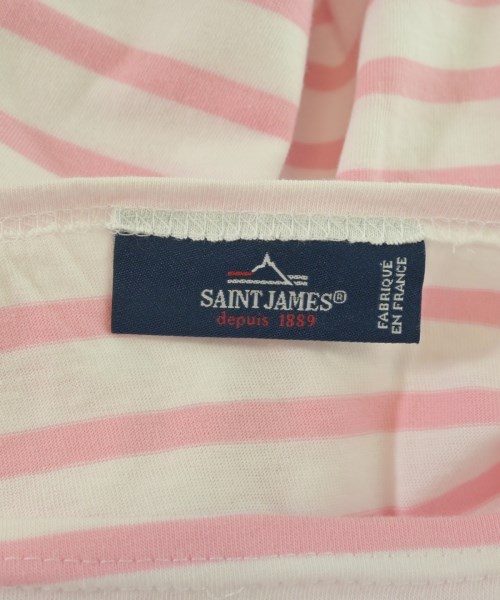 SAINT JAMES®
depuis 1889
FABRIQUÉ
EN FRANCE